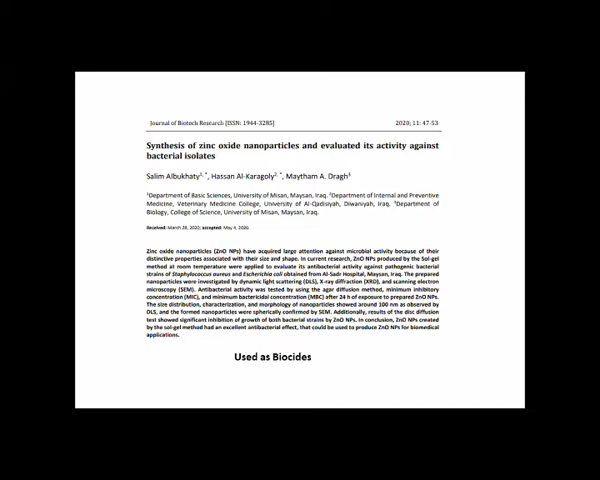 Journal of Biotech Research [ISSN: 1944-3285] 2020; 11: 47-53
Synthesis of zinc oxide nanoparticles and evaluated its activity against
bacterial isolates
Salim Albukhaty1, *, Hassan Al-Karagoly2, *, Maytham A. Dragh3
1Department of Basic Sciences, University of Misan, Maysan, Iraq. 2Department of Internal and Preventive
Medicine, Veterinary Medicine College, University of Al-Qadisiyah, Diwaniyah, Iraq. 3Department of
Biology, College of Science, University of Misan, Maysan, Iraq.
Received: March 28, 2020; accepted: May 4, 2020.
Zinc oxide nanoparticles (ZnO NPs) have acquired large attention against microbial activity because of their
distinctive properties associated with their size and shape. In current research, ZnO NPs produced by the Sol-gel
method at room temperature were applied to evaluate its antibacterial activity against pathogenic bacterial
strains of Staphylococcus aureus and Escherichia coli obtained from Al-Sadr Hospital, Maysan, Iraq. The prepared
nanoparticles were investigated by dynamic light scattering (DLS), X-ray diffraction (XRD), and scanning electron
microscopy (SEM). Antibacterial activity was tested by using the agar diffusion method, minimum inhibitory
concentration (MIC), and minimum bactericidal concentration (MBC) after 24 h of exposure to prepared ZnO NPs.
The size distribution, characterization, and morphology of nanoparticles showed around 100 nm as observed by
DLS, and the formed nanoparticles were spherically confirmed by SEM. Additionally, results of the disc diffusion
test showed significant inhibition of growth of both bacterial strains by ZnO NPs. In conclusion, ZnO NPs created
by the sol-gel method had an excellent antibacterial effect, that could be used to produce ZnO NPs for biomedical
applications.
Used as Biocides